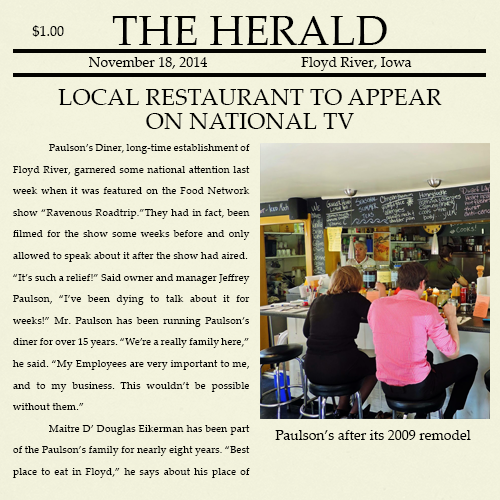 $1.00
THE HERALD
November 18, 2014 Floyd River, Iowa
LOCAL RESTAURANT TO APPEAR
ON NATIONAL TV
Paulson's Diner, long-time establishment of
Floyd River, garnered some national attention last
week when it was featured on the Food Network
show “Ravenous Roadtrip.”They had in fact, been
filmed for the show some weeks before and only
allowed to speak about it after the show had aired.
“It's such a relief!” Said owner and manager Jeffrey
Paulson, “I've been dying to talk about it for
weeks!” Mr. Paulson has been running Paulson's
diner for over 15 years. “We're a really family here,”
he said. “My Employees are very important to me,
and to my business. This wouldn't be possible
without them.”
Maitre D' Douglas Eikerman has been part
of the Paulson's family for nearly eight years. “Best
place to eat in Floyd,” he says about his place of
Paulson's after its 2009 remodel